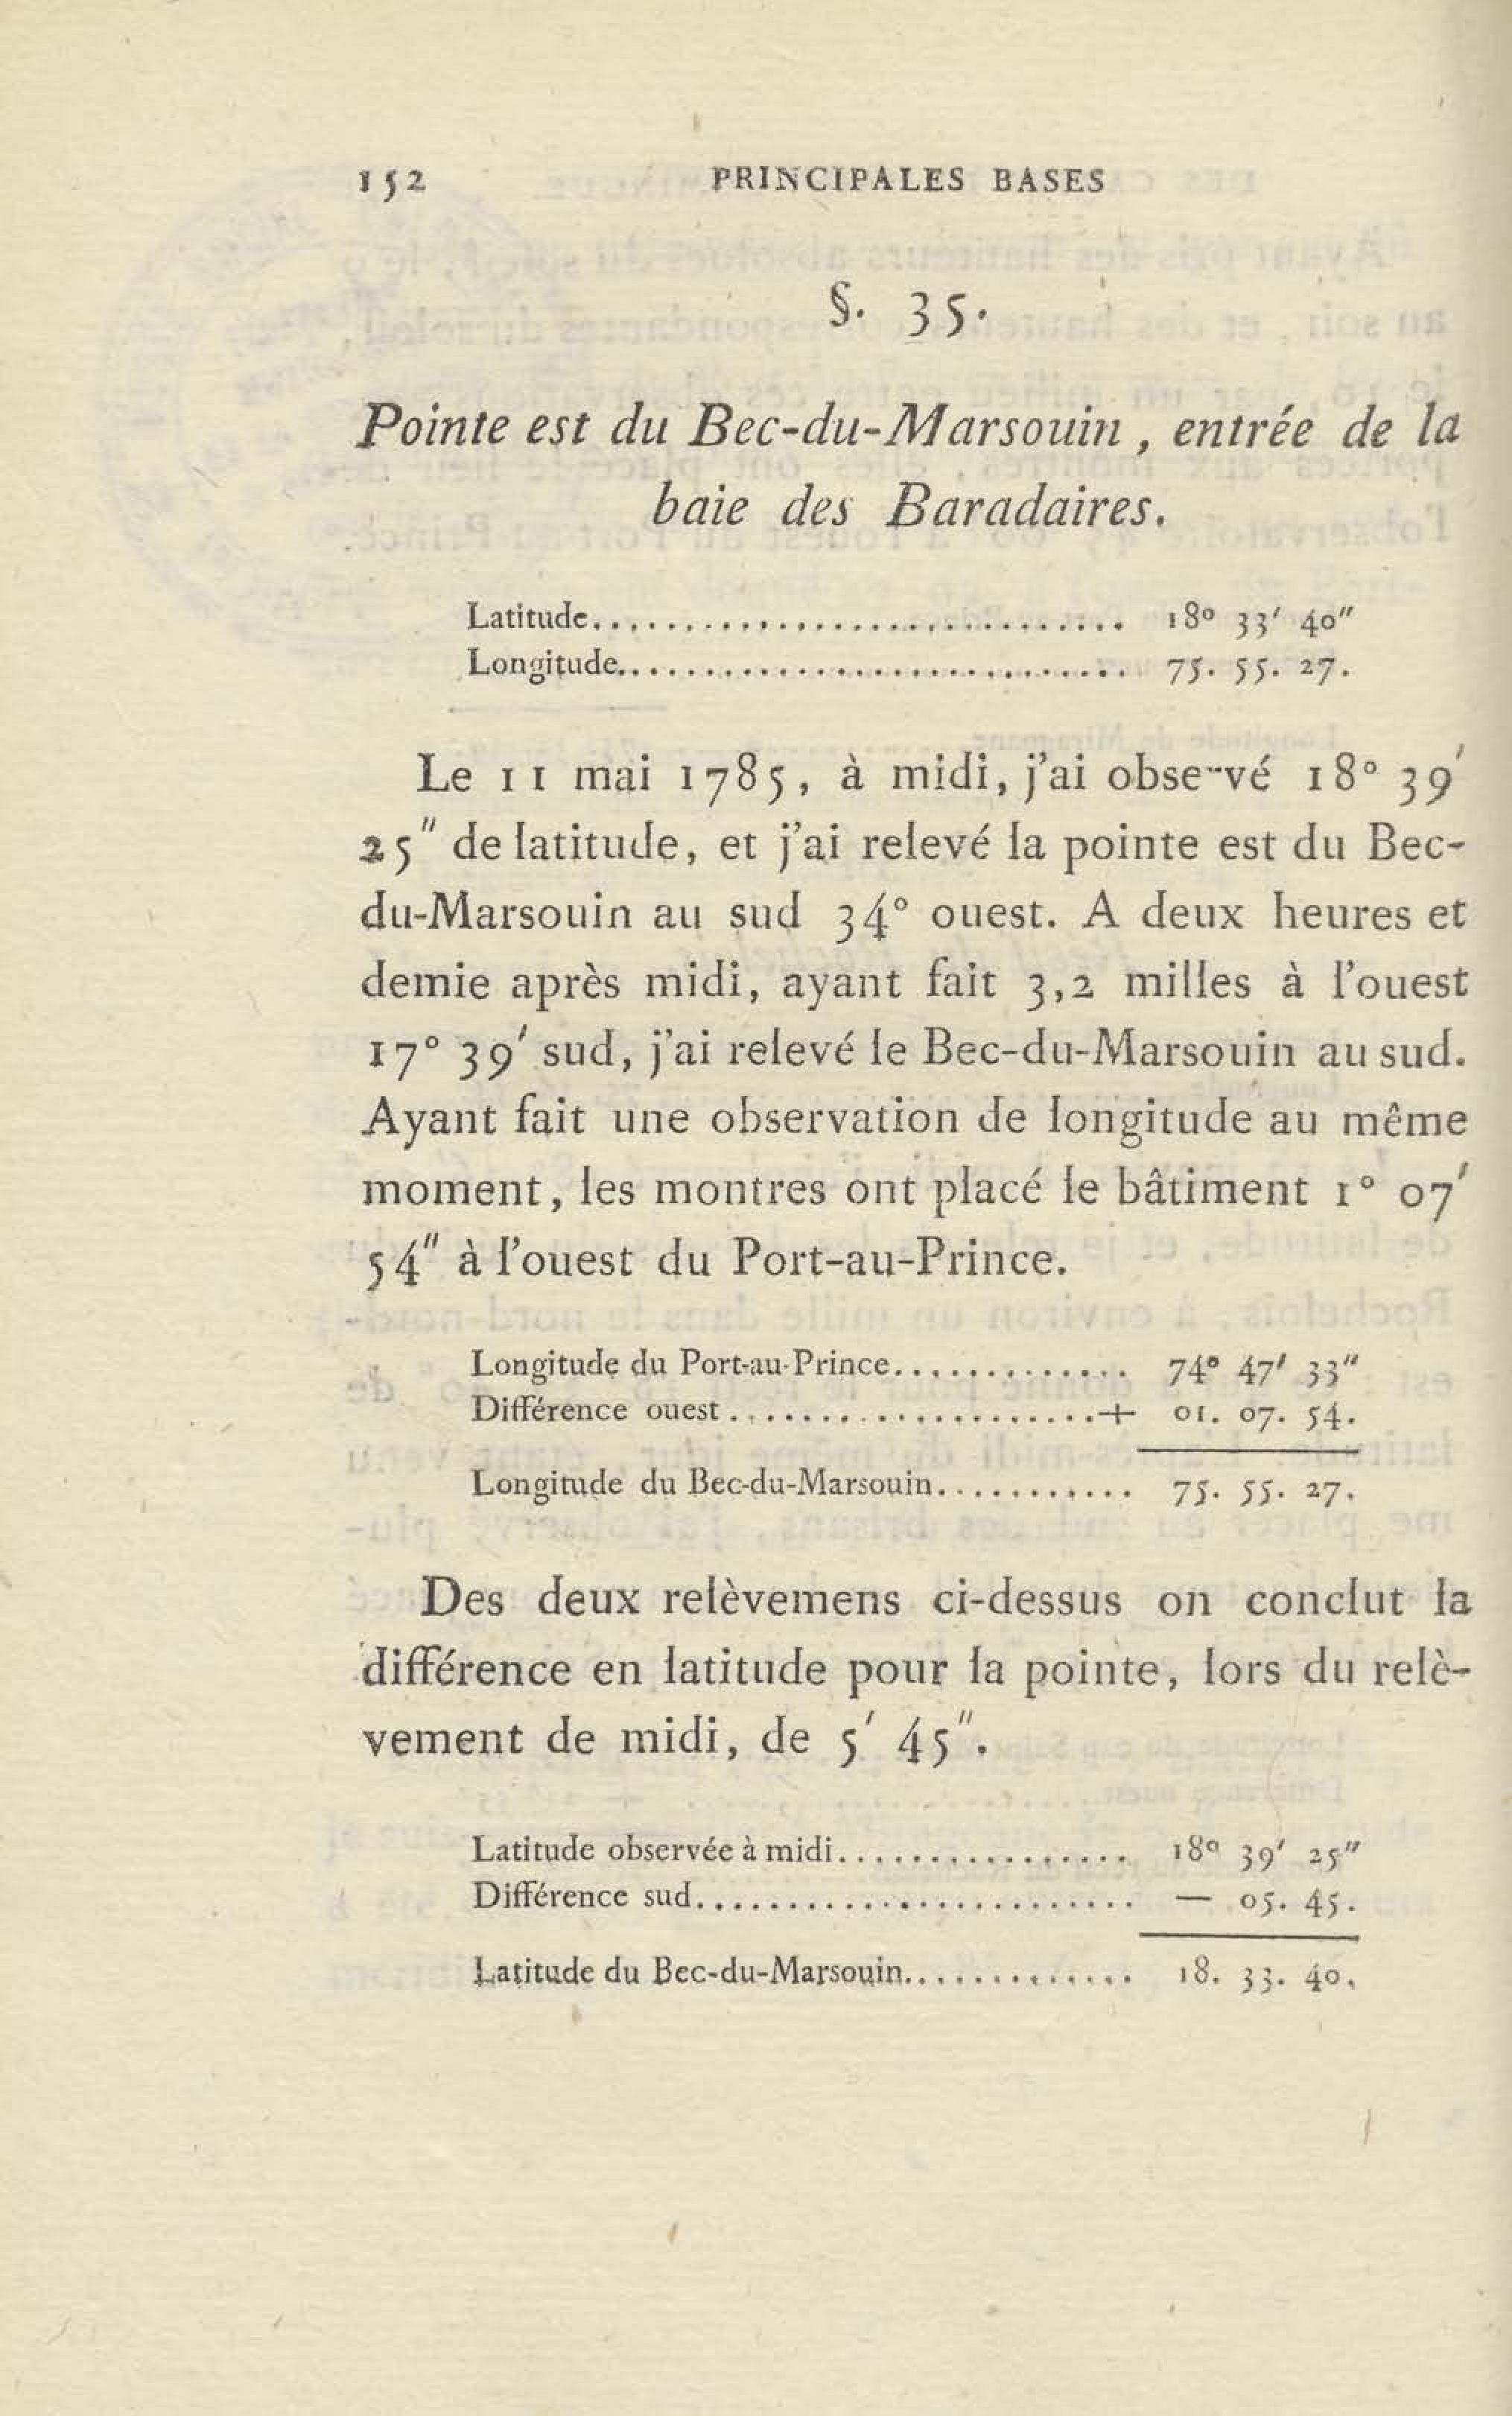 152 PRINCIPALES BASES
§. 35.
Pointe est du Bec-du-Marsouin, entrée de la
baie des Baradaires.
Latitude.............................. 18° 33′ 40″
Longitude............................. 75. 55. 27.
Le 11 mai 1785, à midi, j'ai obse-vé 18° 39′
25″ de latitude, et j'ai relevé la pointe est du Bec-
du-Marsouin au sud 34° ouest. A deux heures et
demie après midi, ayant fait 3,2 milles à l'ouest
17° 39′ sud, j'ai relevé le Bec-du-Marsouin au sud.
Ayant fait une observation de longitude au même
moment, les montres ont placé le bâtiment 1° 07′
54″ à l'ouest du Port-au-Prince.
Longitude du Port-au-Prince............. 74° 47′ 33″
Différence ouest.....................+ 01. 07. 54.
Longitude du Bec-du-Marsouin........... 75. 55. 27.
Des deux relèvemens ci-dessus on conclut la
différence en latitude pour la pointe, lors du relè-
vement de midi, de 5′ 45″.
Latitude observée à midi................. 18° 39′ 25″
Différence sud......................... — 05. 45.
Latitude du Bec-du-Marsouin............. 18. 33. 40.